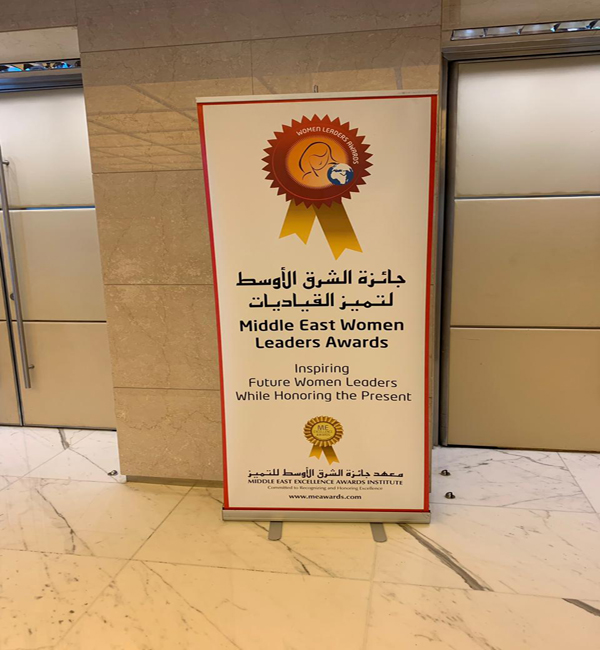 WOMEN LEADERS AWARDS
جائزة الشرق الأوسط
لتميز القياديات
Middle East Women
Leaders Awards
Inspiring
Future Women Leaders
While Honoring the Present
ME
معهد جائزة الشرق الأوسط للتميز
MIDDLE EAST EXCELLENCE AWARDS INSTITUTE
Committed to Recognizing and Honoring Excellence
www.meawards.com